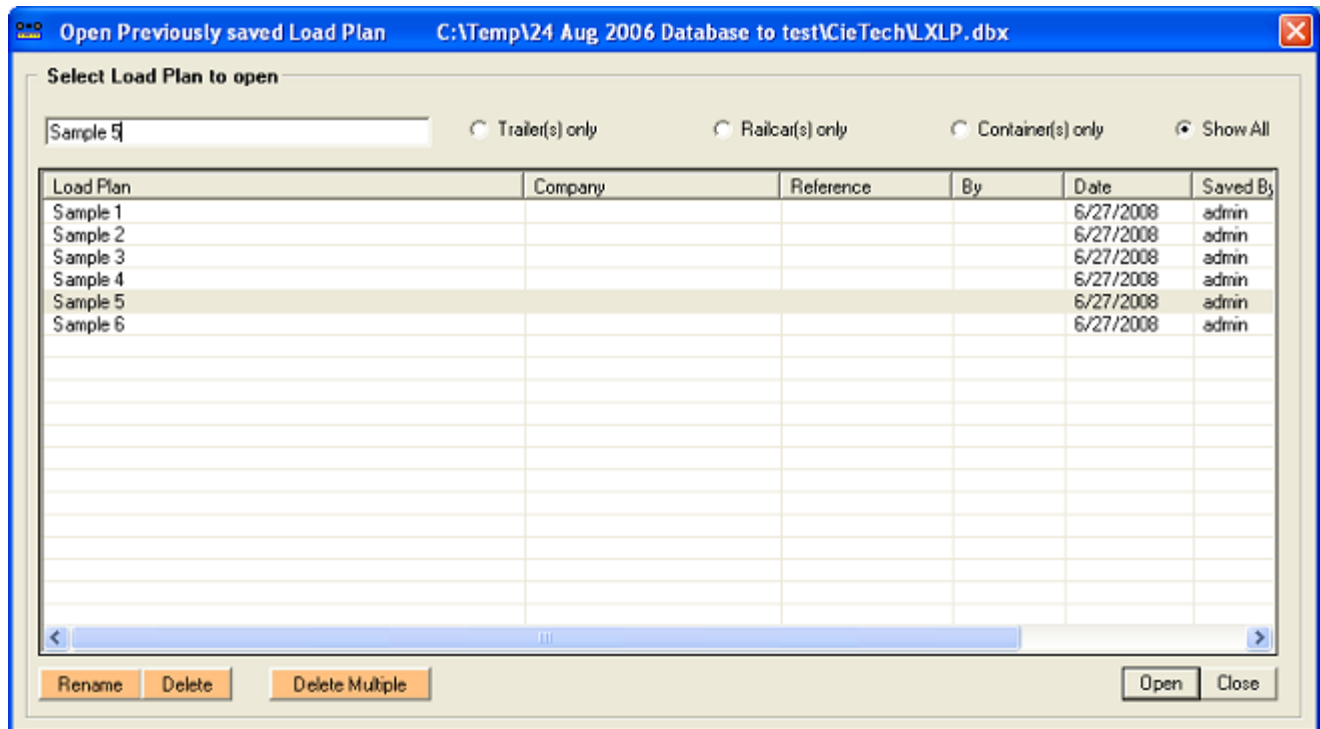 Open Previously saved Load Plan C:\Temp\24 Aug 2006 Database to test\CieTech\LXLP.dbx
Select Load Plan to open
Sample 5 Trailer(s) only Railcar(s) only Container(s) only Show All
Load Plan Company Reference By Date Saved By
Sample 1 6/27/2008 admin
Sample 2 6/27/2008 admin
Sample 3 6/27/2008 admin
Sample 4 6/27/2008 admin
Sample 5 6/27/2008 admin
Sample 6 6/27/2008 admin
Rename Delete Delete Multiple Open Close